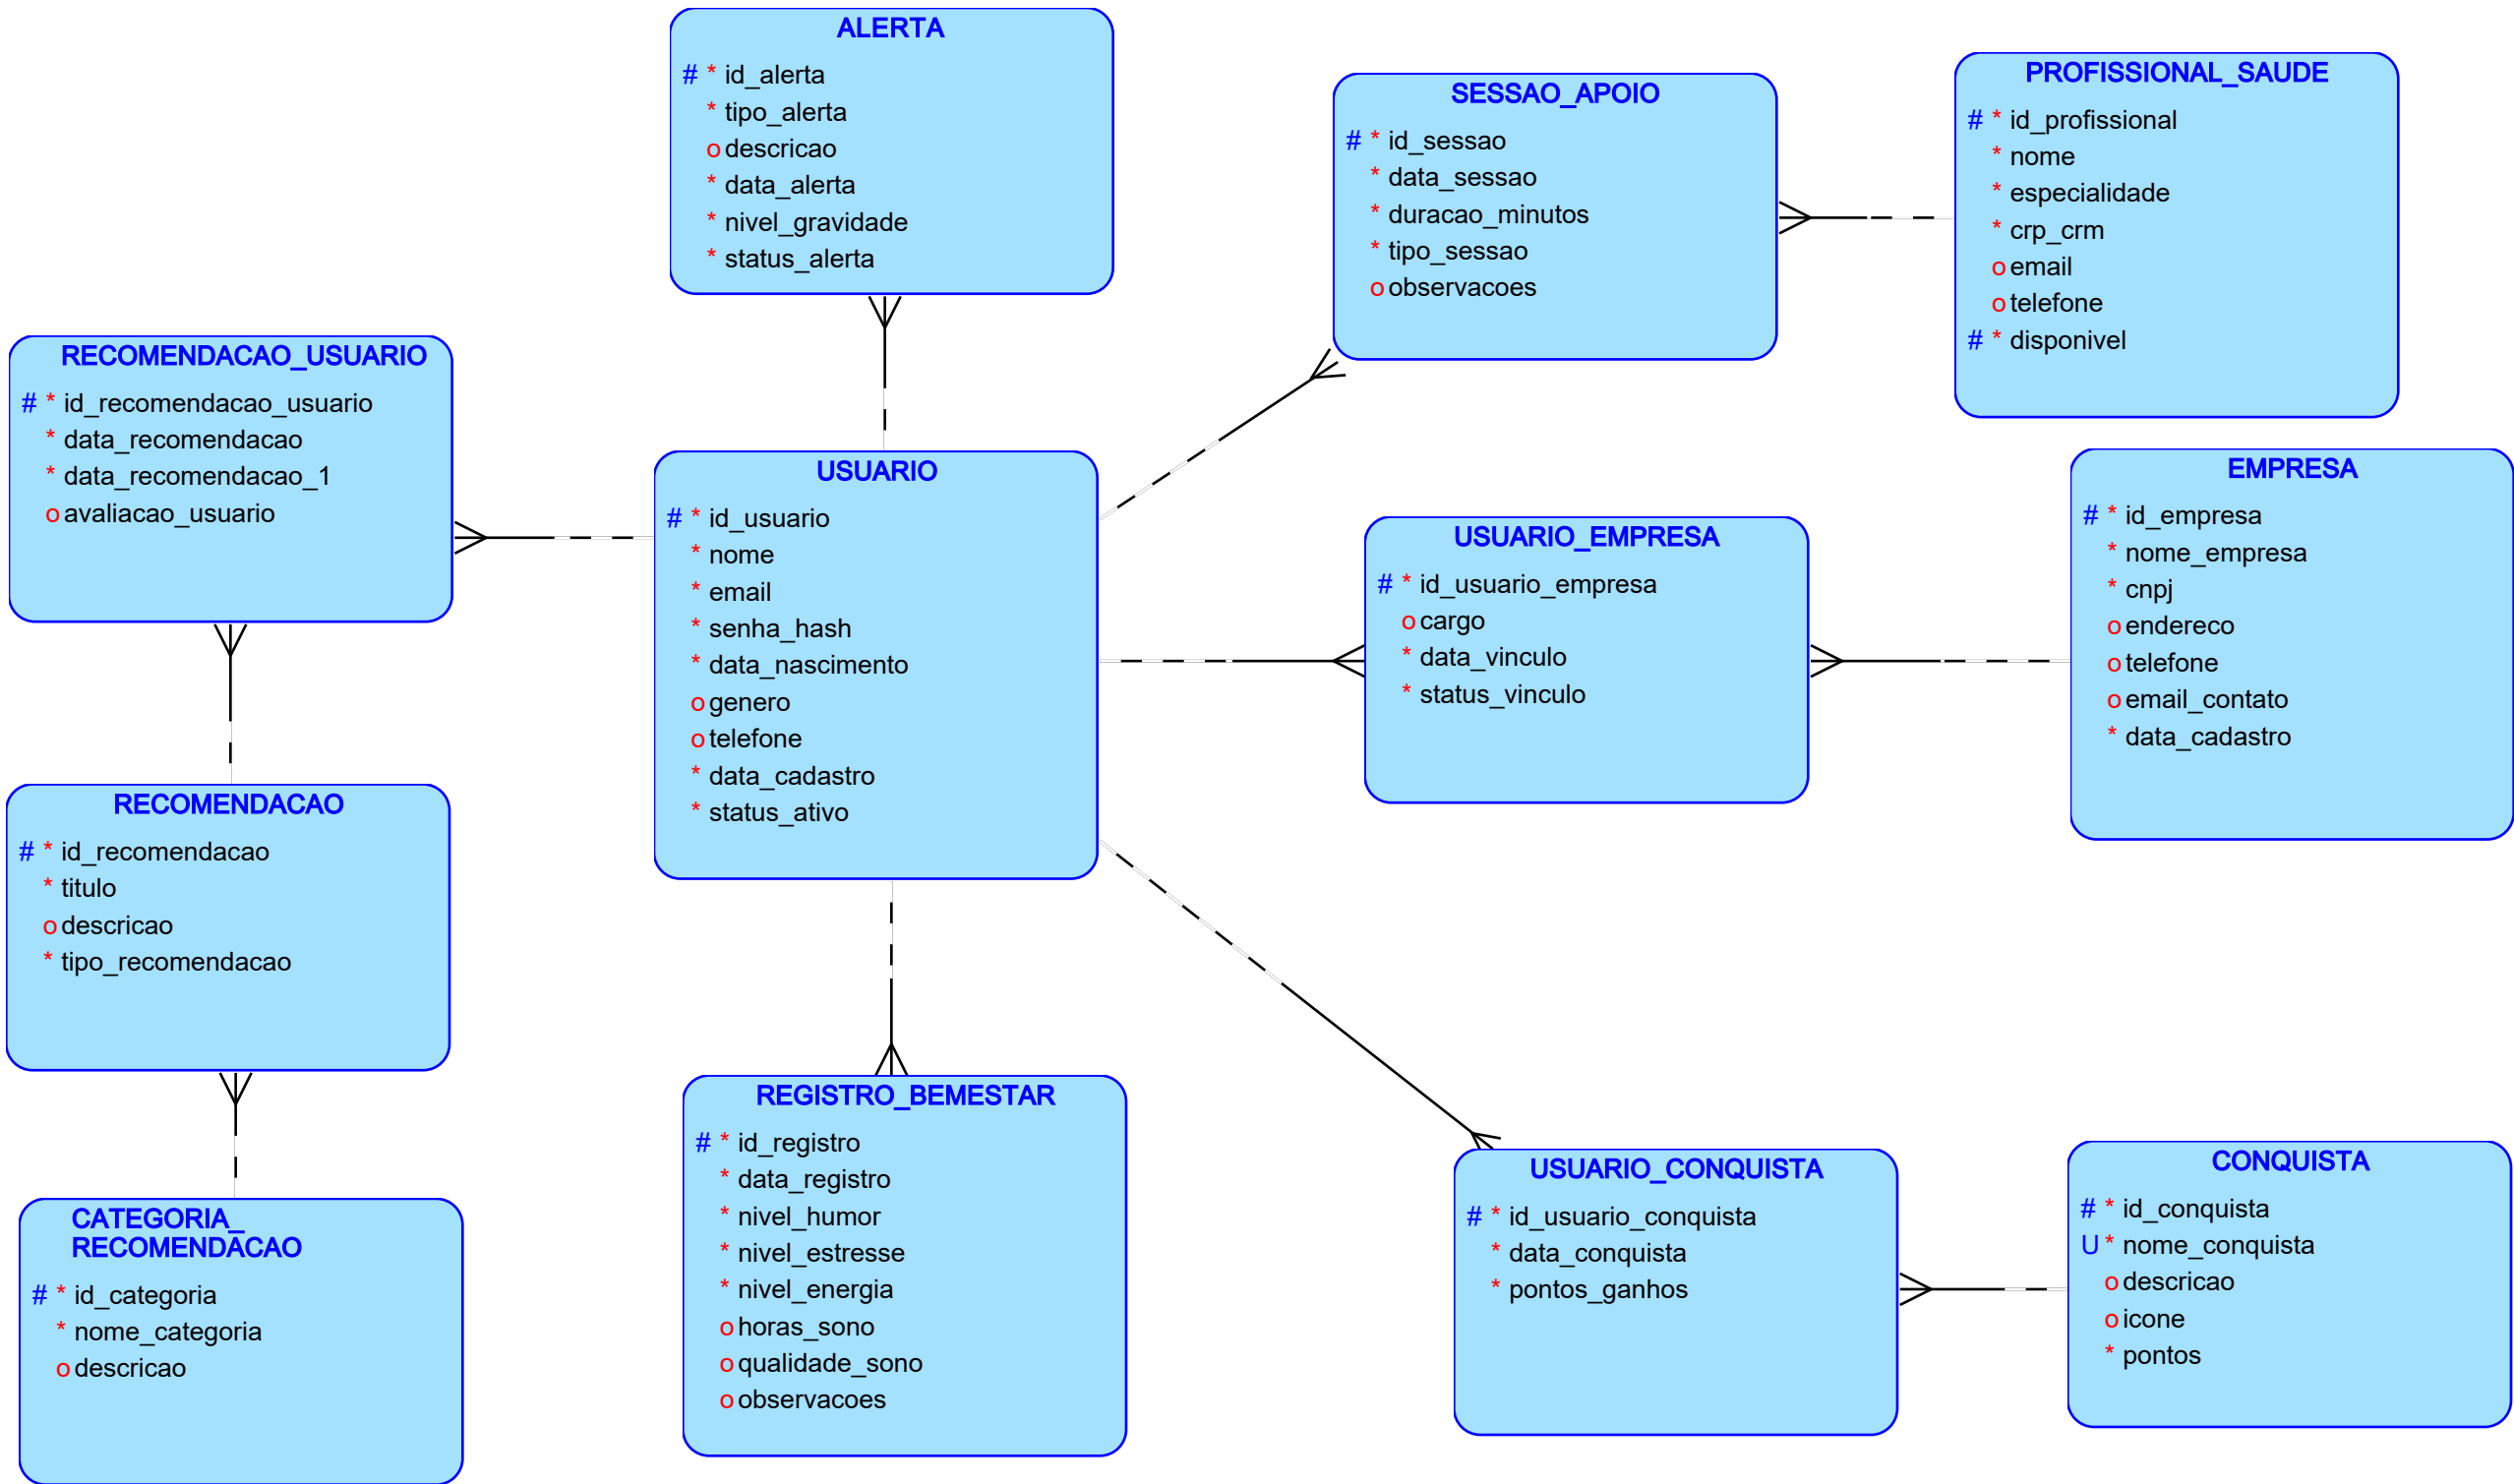 ALERTA
# * id_alerta
* tipo_alerta
o descricao
* data_alerta
* nivel_gravidade
* status_alerta
SESSAO_APOIO
# * id_sessao
* data_sessao
* duracao_minutos
* tipo_sessao
o observacoes
PROFISSIONAL_SAUDE
# * id_profissional
* nome
* especialidade
* crp_crm
o email
o telefone
# * disponivel
RECOMENDACAO_USUARIO
# * id_recomendacao_usuario
* data_recomendacao
* data_recomendacao_1
o avaliacao_usuario
USUARIO
# * id_usuario
* nome
* email
* senha_hash
* data_nascimento
o genero
o telefone
* data_cadastro
* status_ativo
USUARIO_EMPRESA
# * id_usuario_empresa
o cargo
* data_vinculo
* status_vinculo
EMPRESA
# * id_empresa
* nome_empresa
* cnpj
o endereco
o telefone
o email_contato
* data_cadastro
RECOMENDACAO
# * id_recomendacao
* titulo
o descricao
* tipo_recomendacao
CATEGORIA_
RECOMENDACAO
# * id_categoria
* nome_categoria
o descricao
REGISTRO_BEMESTAR
# * id_registro
* data_registro
* nivel_humor
* nivel_estresse
* nivel_energia
o horas_sono
o qualidade_sono
o observacoes
USUARIO_CONQUISTA
# * id_usuario_conquista
* data_conquista
* pontos_ganhos
CONQUISTA
# * id_conquista
U * nome_conquista
o descricao
o icone
* pontos